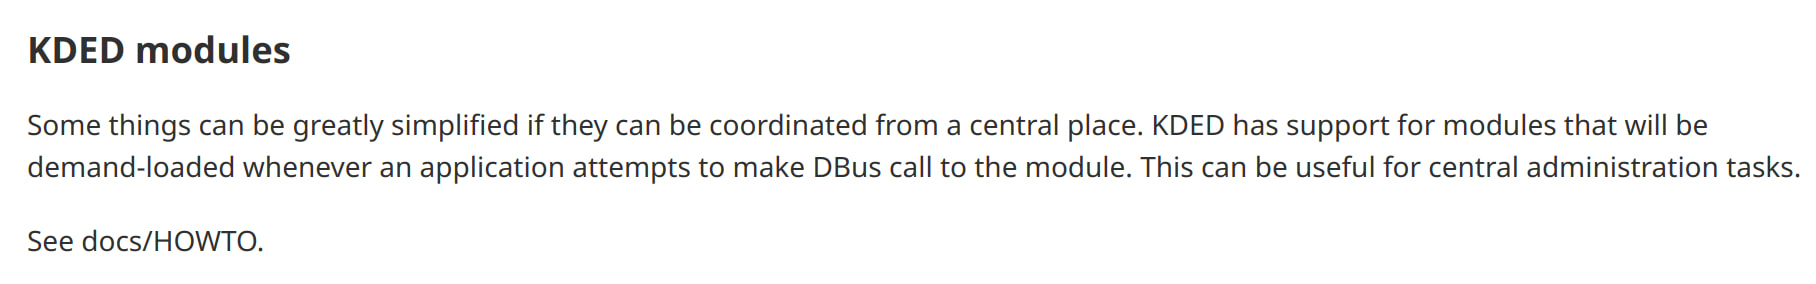 KDED modules
Some things can be greatly simplified if they can be coordinated from a central place. KDED has support for modules that will be
demand-loaded whenever an application attempts to make DBus call to the module. This can be useful for central administration tasks.
See docs/HOWTO.